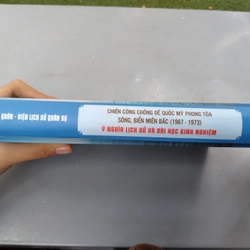 QUÂN - VIỆN LỊCH SỬ QUÂN SỰ
CHIẾN CÔNG CHỐNG ĐẾ QUỐC MỸ PHONG TỎA
SÔNG, BIỂN MIỀN BẮC (1967 - 1973)
Ý NGHĨA LỊCH SỬ VÀ BÀI HỌC KINH NGHIỆM